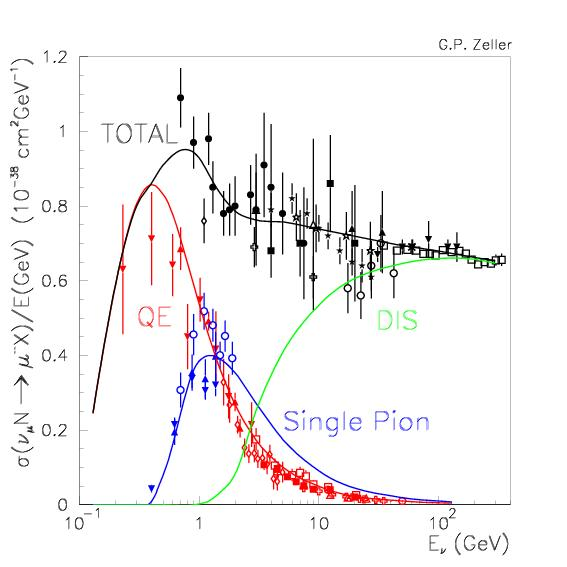 G.P. Zeller
σ(ν_μ N → μ⁻X)/E(GeV) (10⁻³⁸ cm²GeV⁻¹)
1.2
1
0.8
0.6
0.4
0.2
0
TOTAL
QE
DIS
Single Pion
10⁻¹ 1 10 10²
E_ν (GeV)